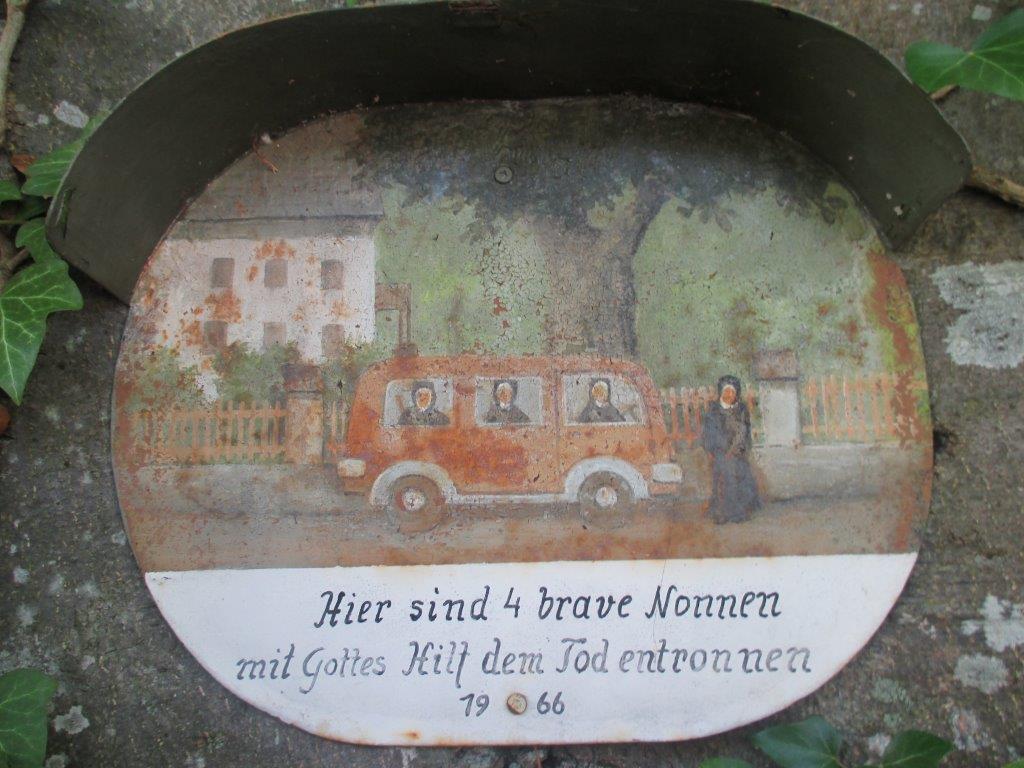 Hier sind 4 brave Nonnen
mit Gottes Hilf dem Tod entronnen
19 66